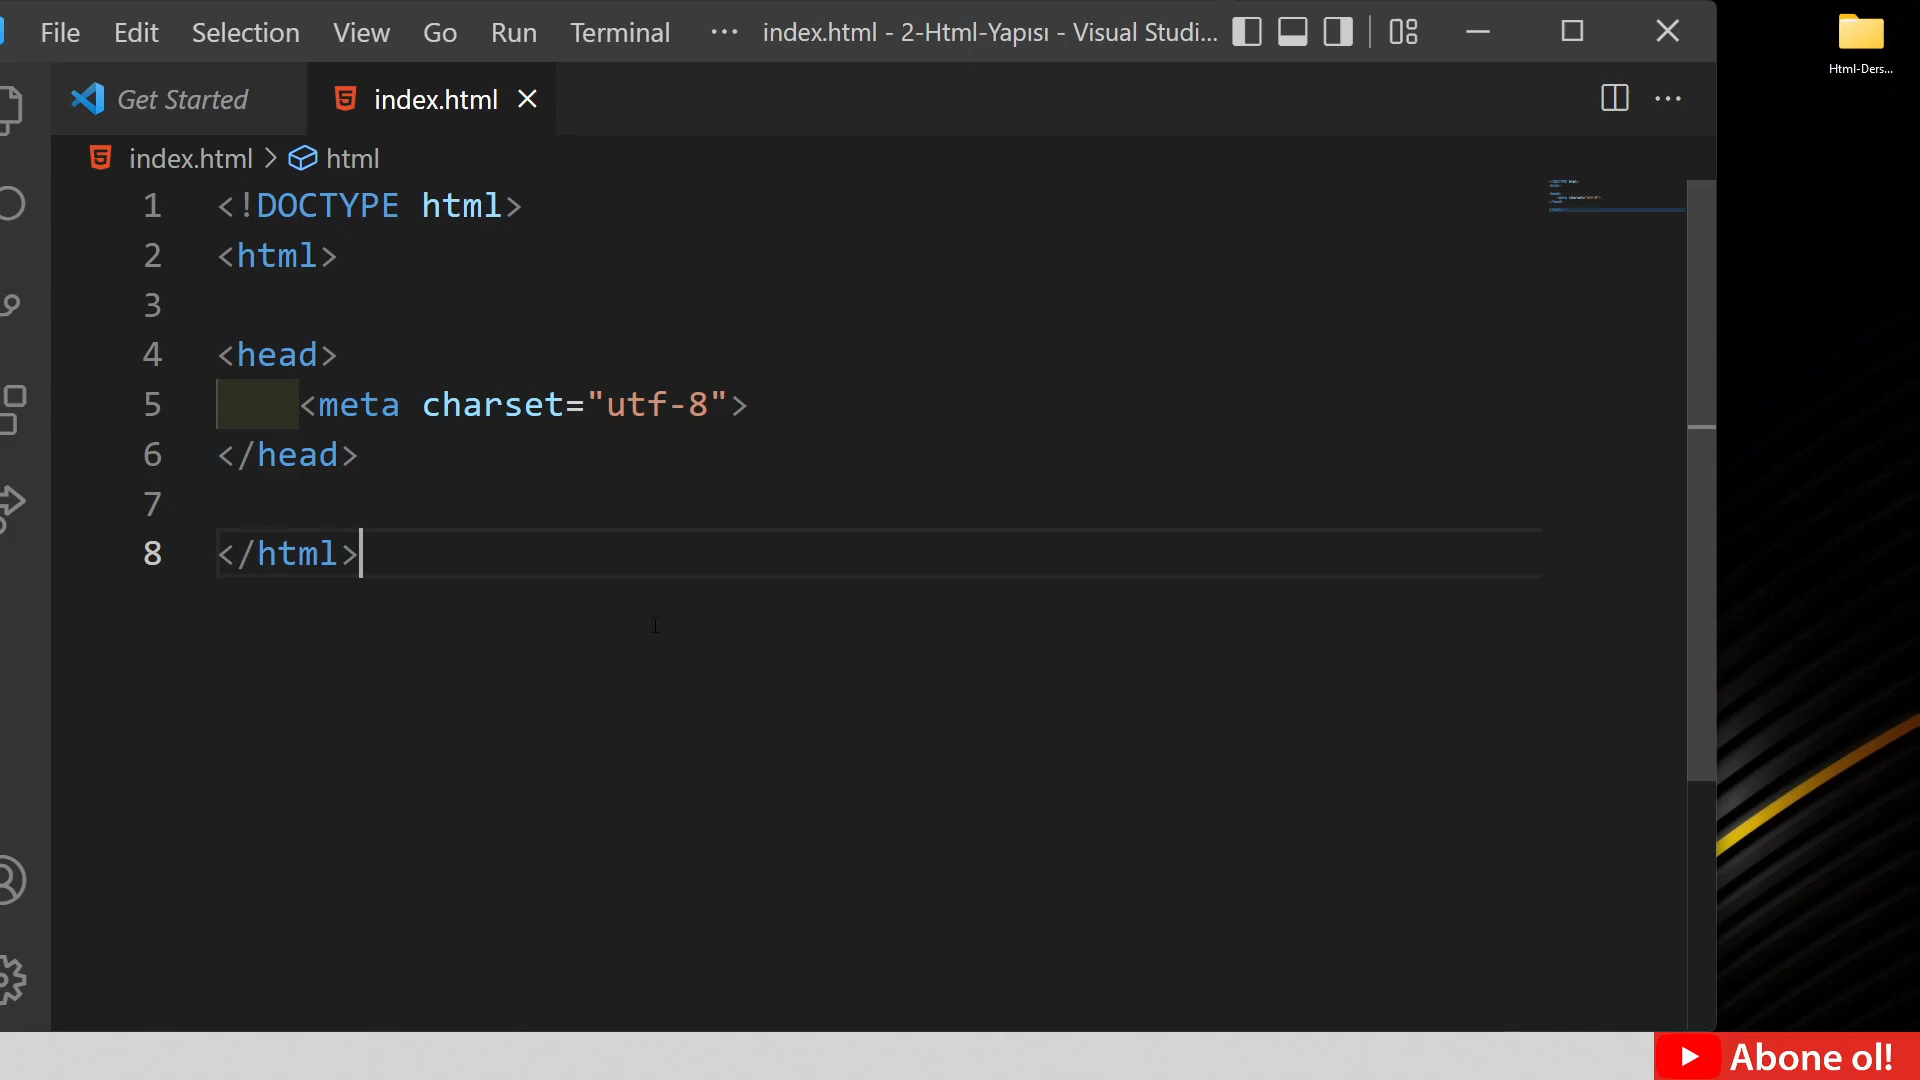 File Edit Selection View Go Run Terminal ··· index.html - 2-Html-Yapısı - Visual Studi...
Html-Ders...
Get Started index.html
index.html > html
1 <!DOCTYPE html>
2 <html>
3
4 <head>
5 <meta charset="utf-8">
6 </head>
7
8 </html>
Abone ol!